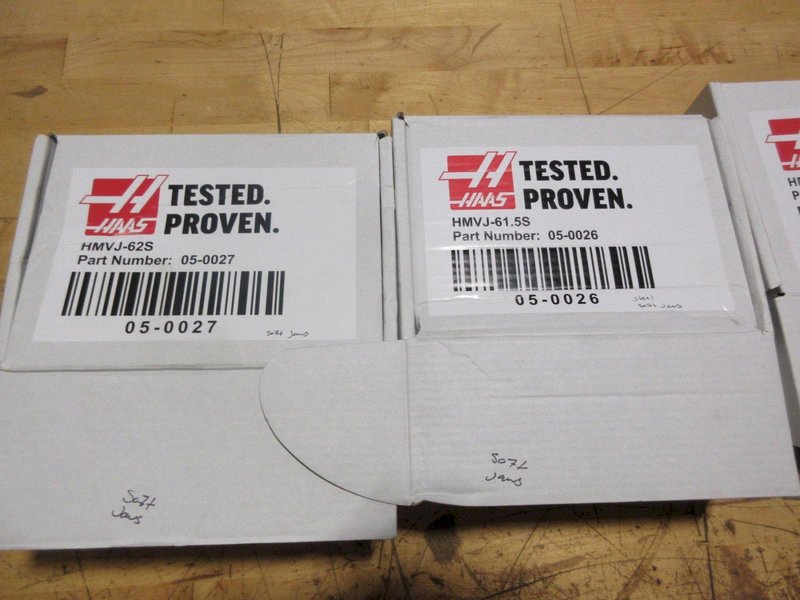 HAAS
TESTED.
PROVEN.
HMVJ-62S
Part Number: 05-0027
05-0027
Soft Jaws
Soft
Jaws
HAAS
TESTED.
PROVEN.
HMVJ-61.5S
Part Number: 05-0026
05-0026
steel
soft jaws
Soft
Jaws